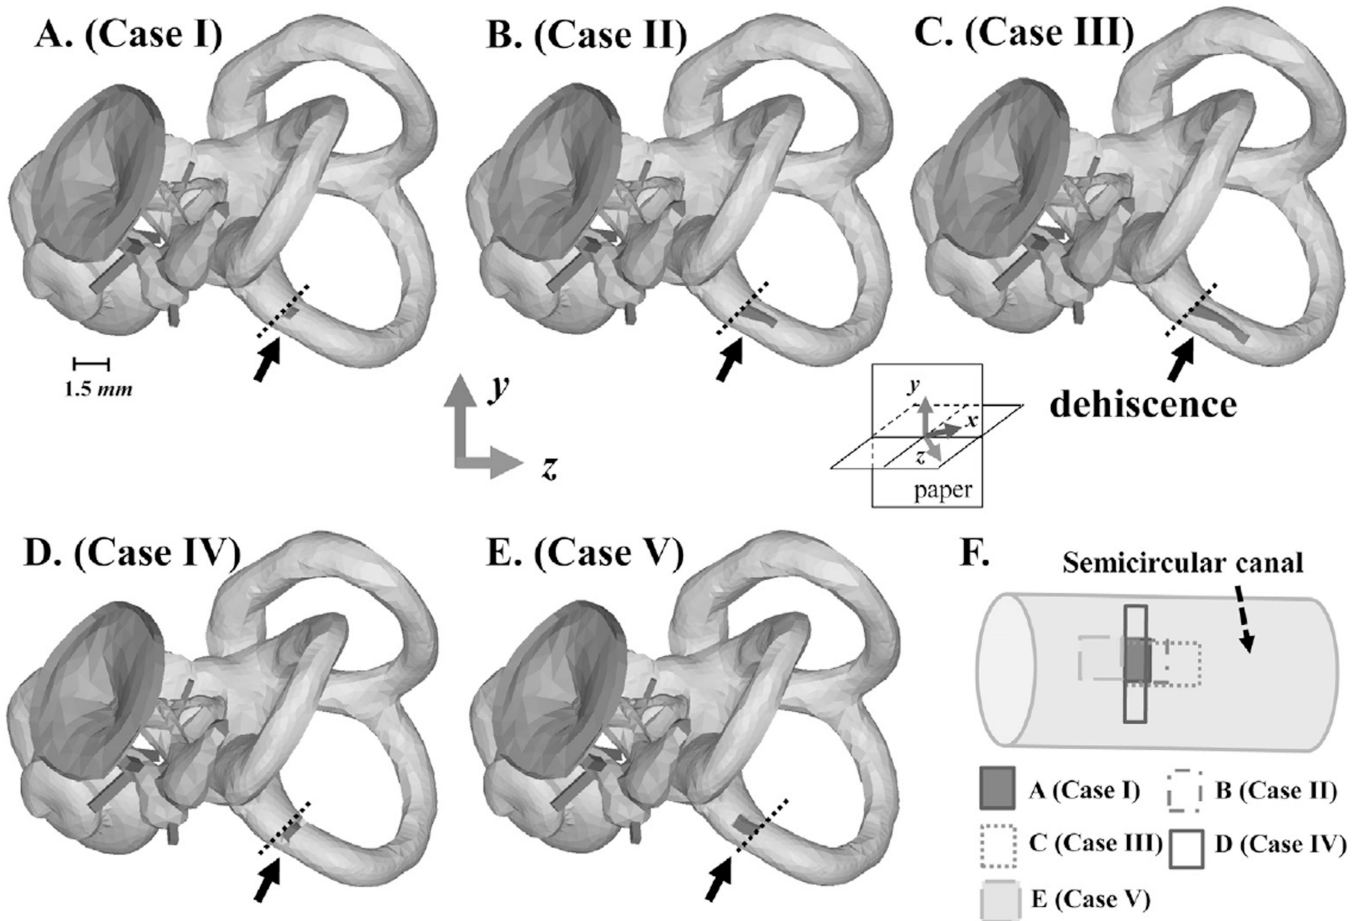 A. (Case I)
B. (Case II)
C. (Case III)
1.5 mm
y
z
y
x
z
paper
dehiscence
D. (Case IV)
E. (Case V)
F.
Semicircular canal
A (Case I)
B (Case II)
C (Case III)
D (Case IV)
E (Case V)